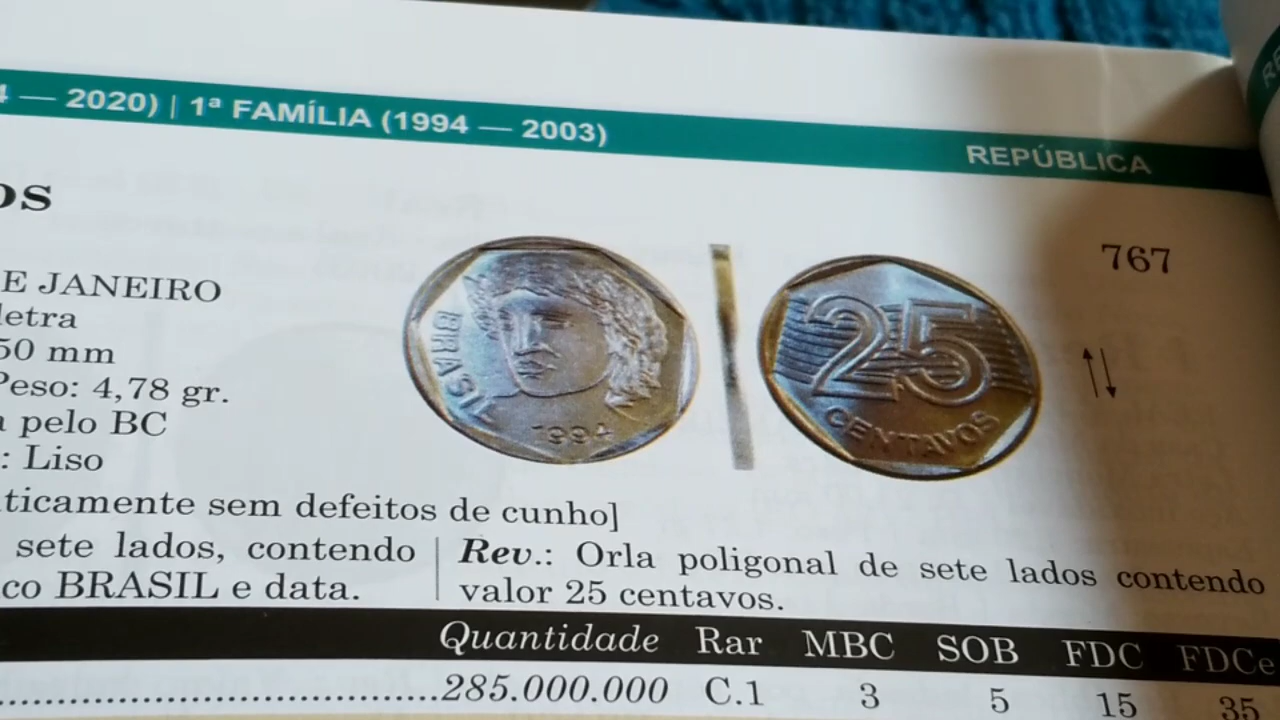 4 — 2020) | 1ª FAMÍLIA (1994 — 2003)
REPÚBLICA
os
767
E JANEIRO
letra
50 mm
Peso: 4,78 gr.
a pelo BC
: Liso
BRASIL
1994
25
CENTAVOS
ticamente sem defeitos de cunho]
sete lados, contendo
co BRASIL e data.
Rev.: Orla poligonal de sete lados contendo
valor 25 centavos.
Quantidade Rar MBC SOB FDC FDCe
285.000.000 C.1 3 5 15 35